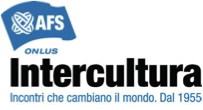 AFS
ONLUS
Intercultura
Incontri che cambiano il mondo. Dal 1955